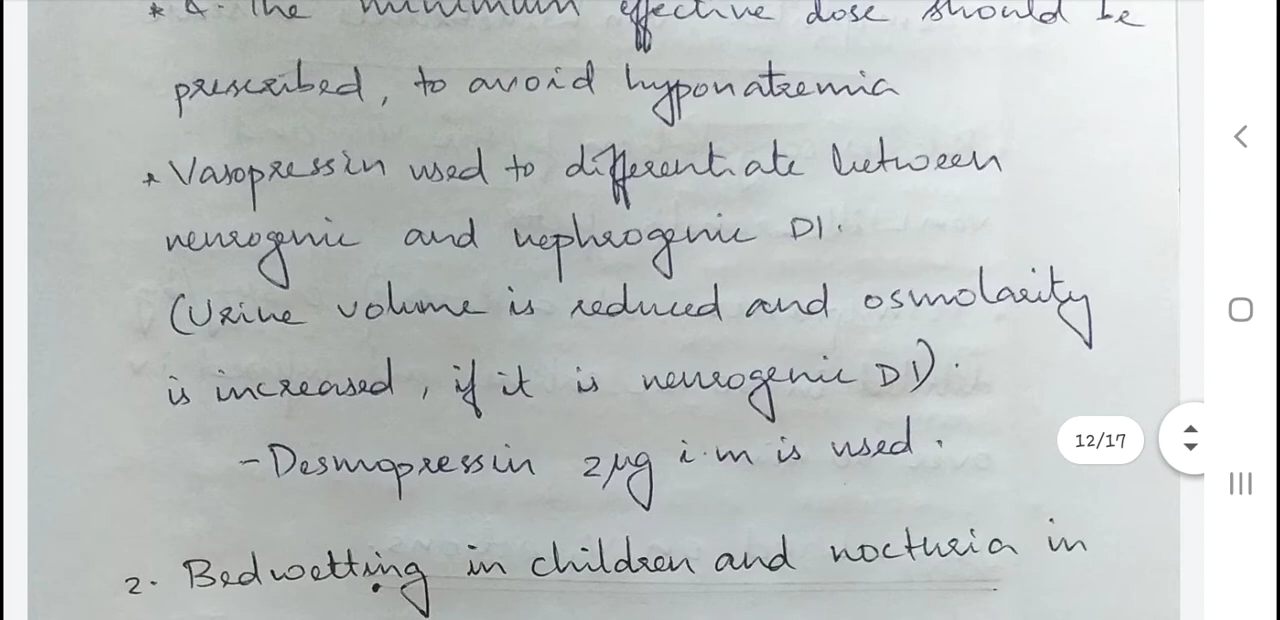 * Q. The minimum effective dose should be
prescribed, to avoid hyponatremia
* Vasopressin used to differentiate between
neurogenic and nephrogenic DI.
(Urine volume is reduced and osmolarity
is increased, if it is neurogenic DI).
- Desmopressin 2µg i.m is used.
12/17
2. Bedwetting in children and nocturia in